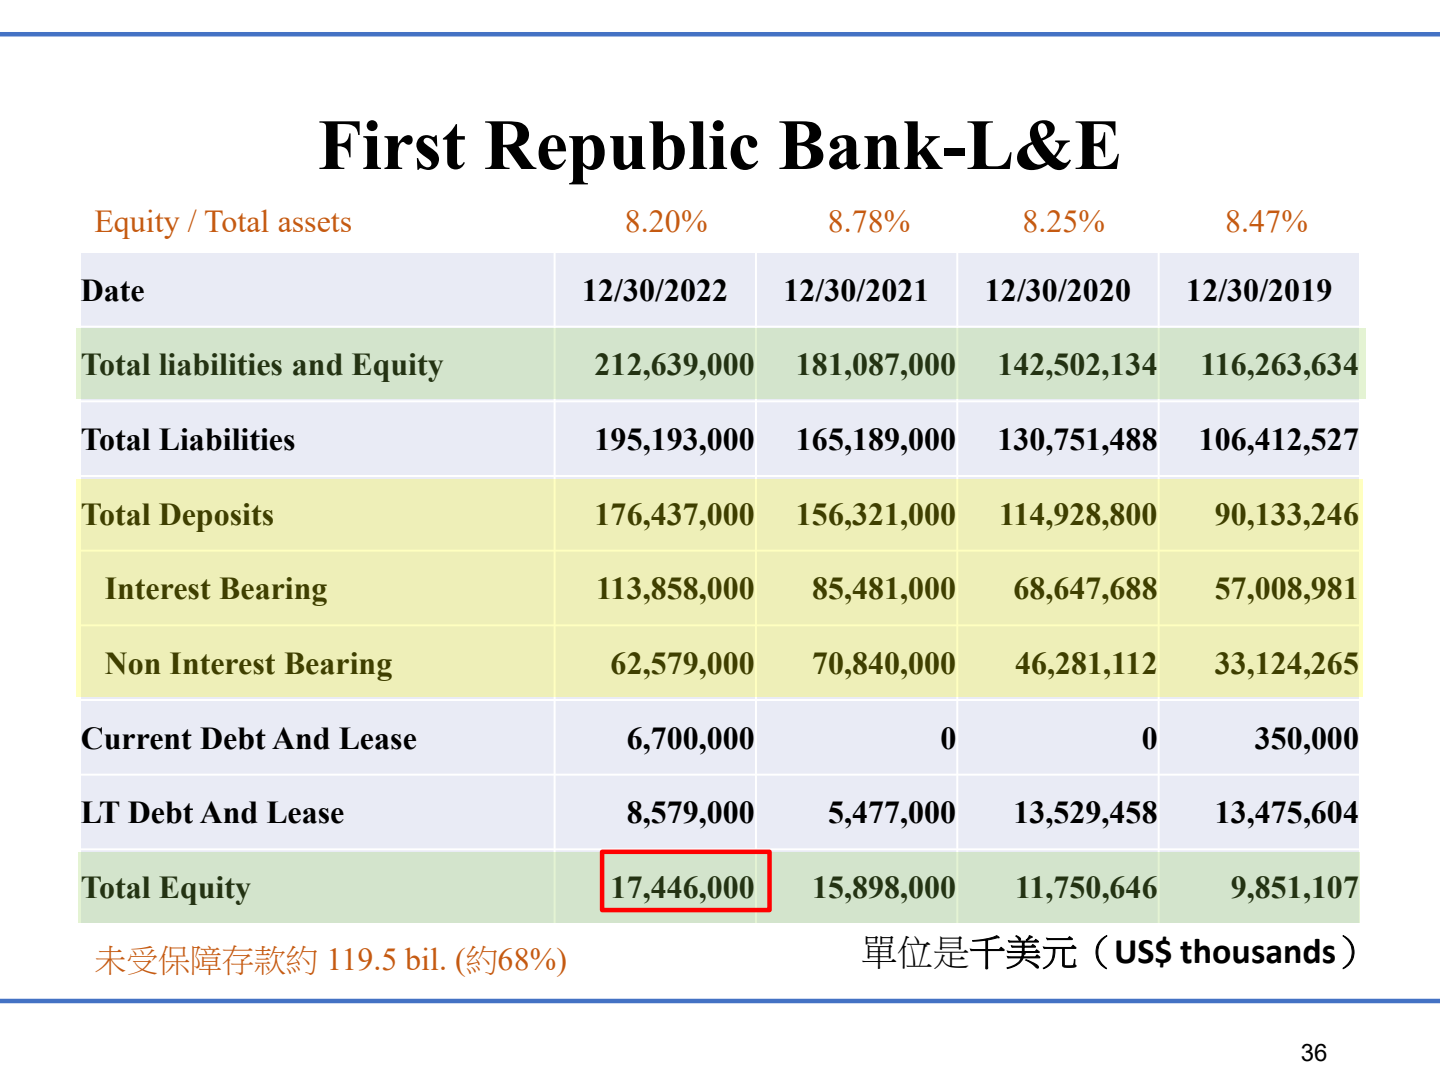 First Republic Bank-L&E
Equity / Total assets 8.20% 8.78% 8.25% 8.47%
Date 12/30/2022 12/30/2021 12/30/2020 12/30/2019
Total liabilities and Equity 212,639,000 181,087,000 142,502,134 116,263,634
Total Liabilities 195,193,000 165,189,000 130,751,488 106,412,527
Total Deposits 176,437,000 156,321,000 114,928,800 90,133,246
Interest Bearing 113,858,000 85,481,000 68,647,688 57,008,981
Non Interest Bearing 62,579,000 70,840,000 46,281,112 33,124,265
Current Debt And Lease 6,700,000 0 0 350,000
LT Debt And Lease 8,579,000 5,477,000 13,529,458 13,475,604
Total Equity 17,446,000 15,898,000 11,750,646 9,851,107
未受保障存款約 119.5 bil. (約68%)
單位是千美元（US$ thousands）
36